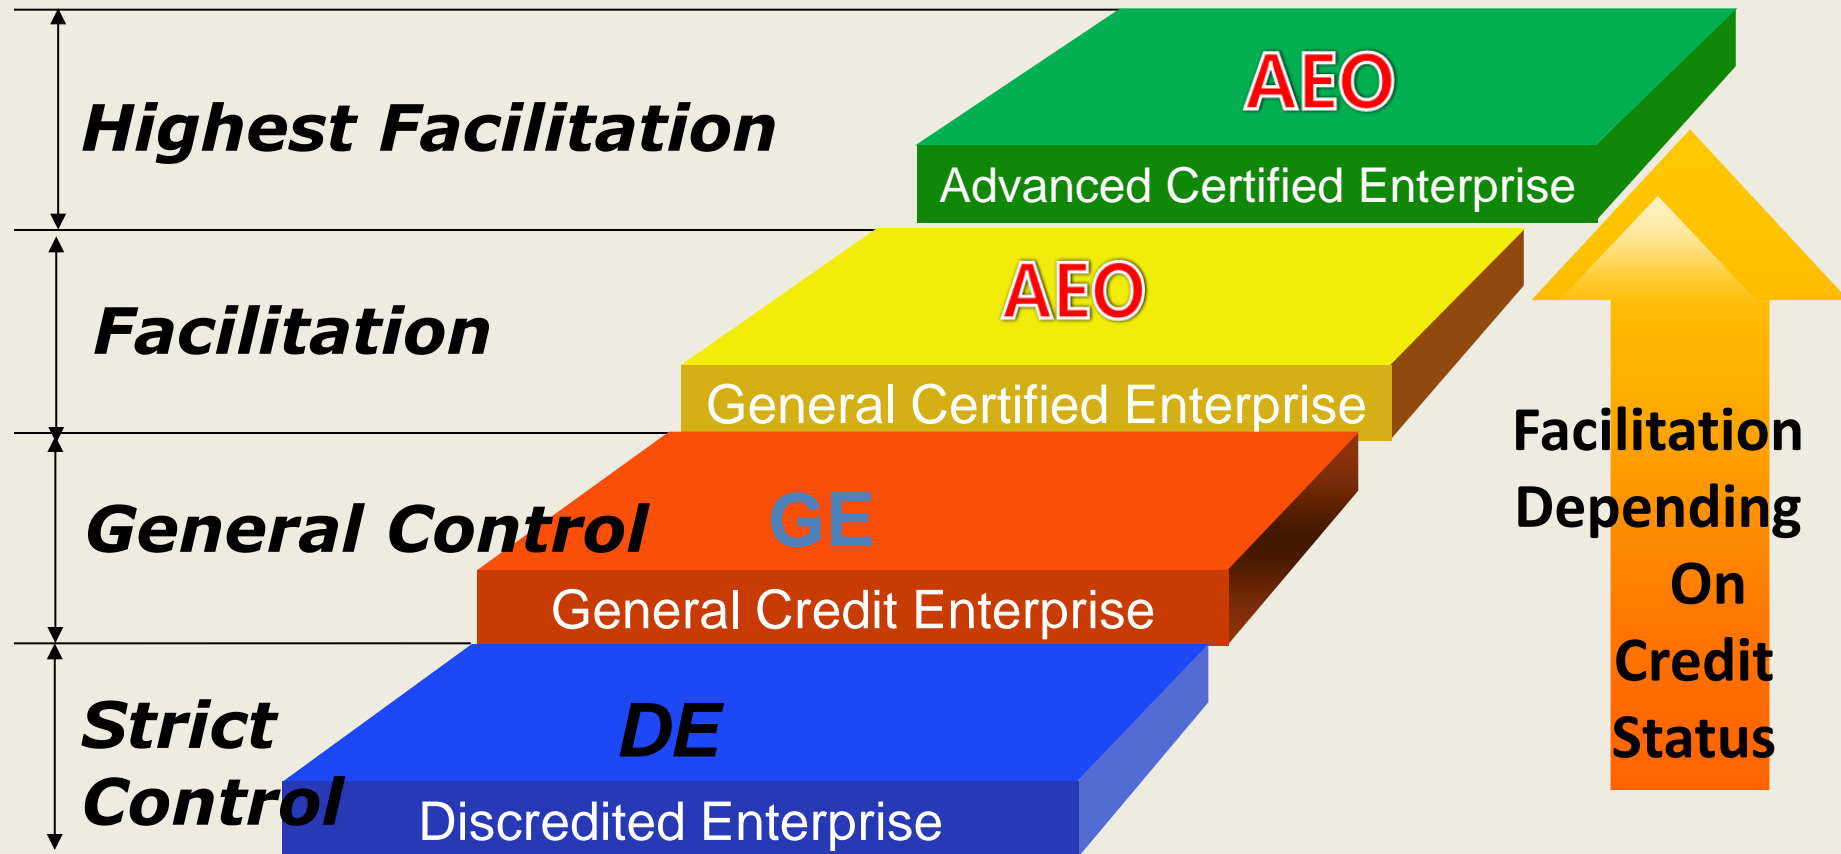 AEO
Highest Facilitation
Advanced Certified Enterprise
AEO
Facilitation
General Certified Enterprise
GE
General Control
General Credit Enterprise
DE
Strict
Control
Discredited Enterprise
Facilitation
Depending
On
Credit
Status